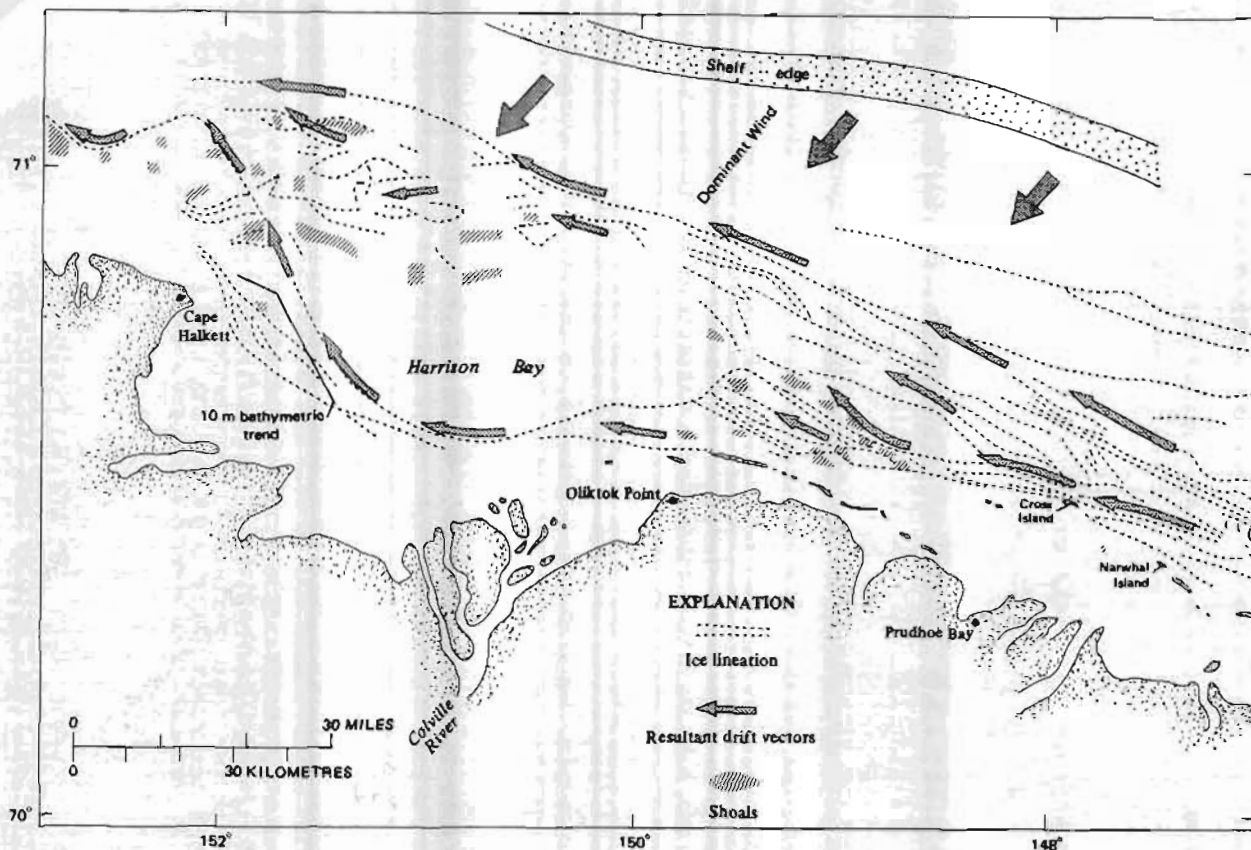 Shelf edge
Dominant Wind
71°
Cape
Halkett
Harrison Bay
10 m bathymetric
trend
Oliktok Point
Cross
Island
Narwhal
Island
EXPLANATION
Ice lineation
Prudhoe Bay
Resultant drift vectors
Shoals
Colville
River
0 30 MILES
0 30 KILOMETRES
70°
152° 150° 148°